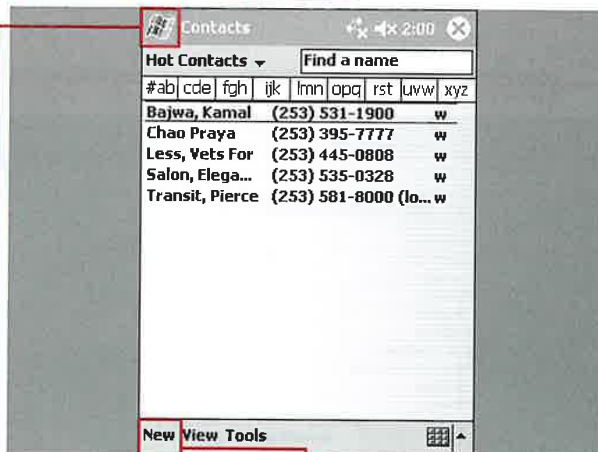 Contacts 2:00
Hot Contacts Find a name
#ab cde fgh ijk lmn opq rst uvw xyz
Bajwa, Kamal (253) 531-1900 w
Chao Praya (253) 395-7777 w
Less, Vets For (253) 445-0808 w
Salon, Elega... (253) 535-0328 w
Transit, Pierce (253) 581-8000 (lo... w
New View Tools